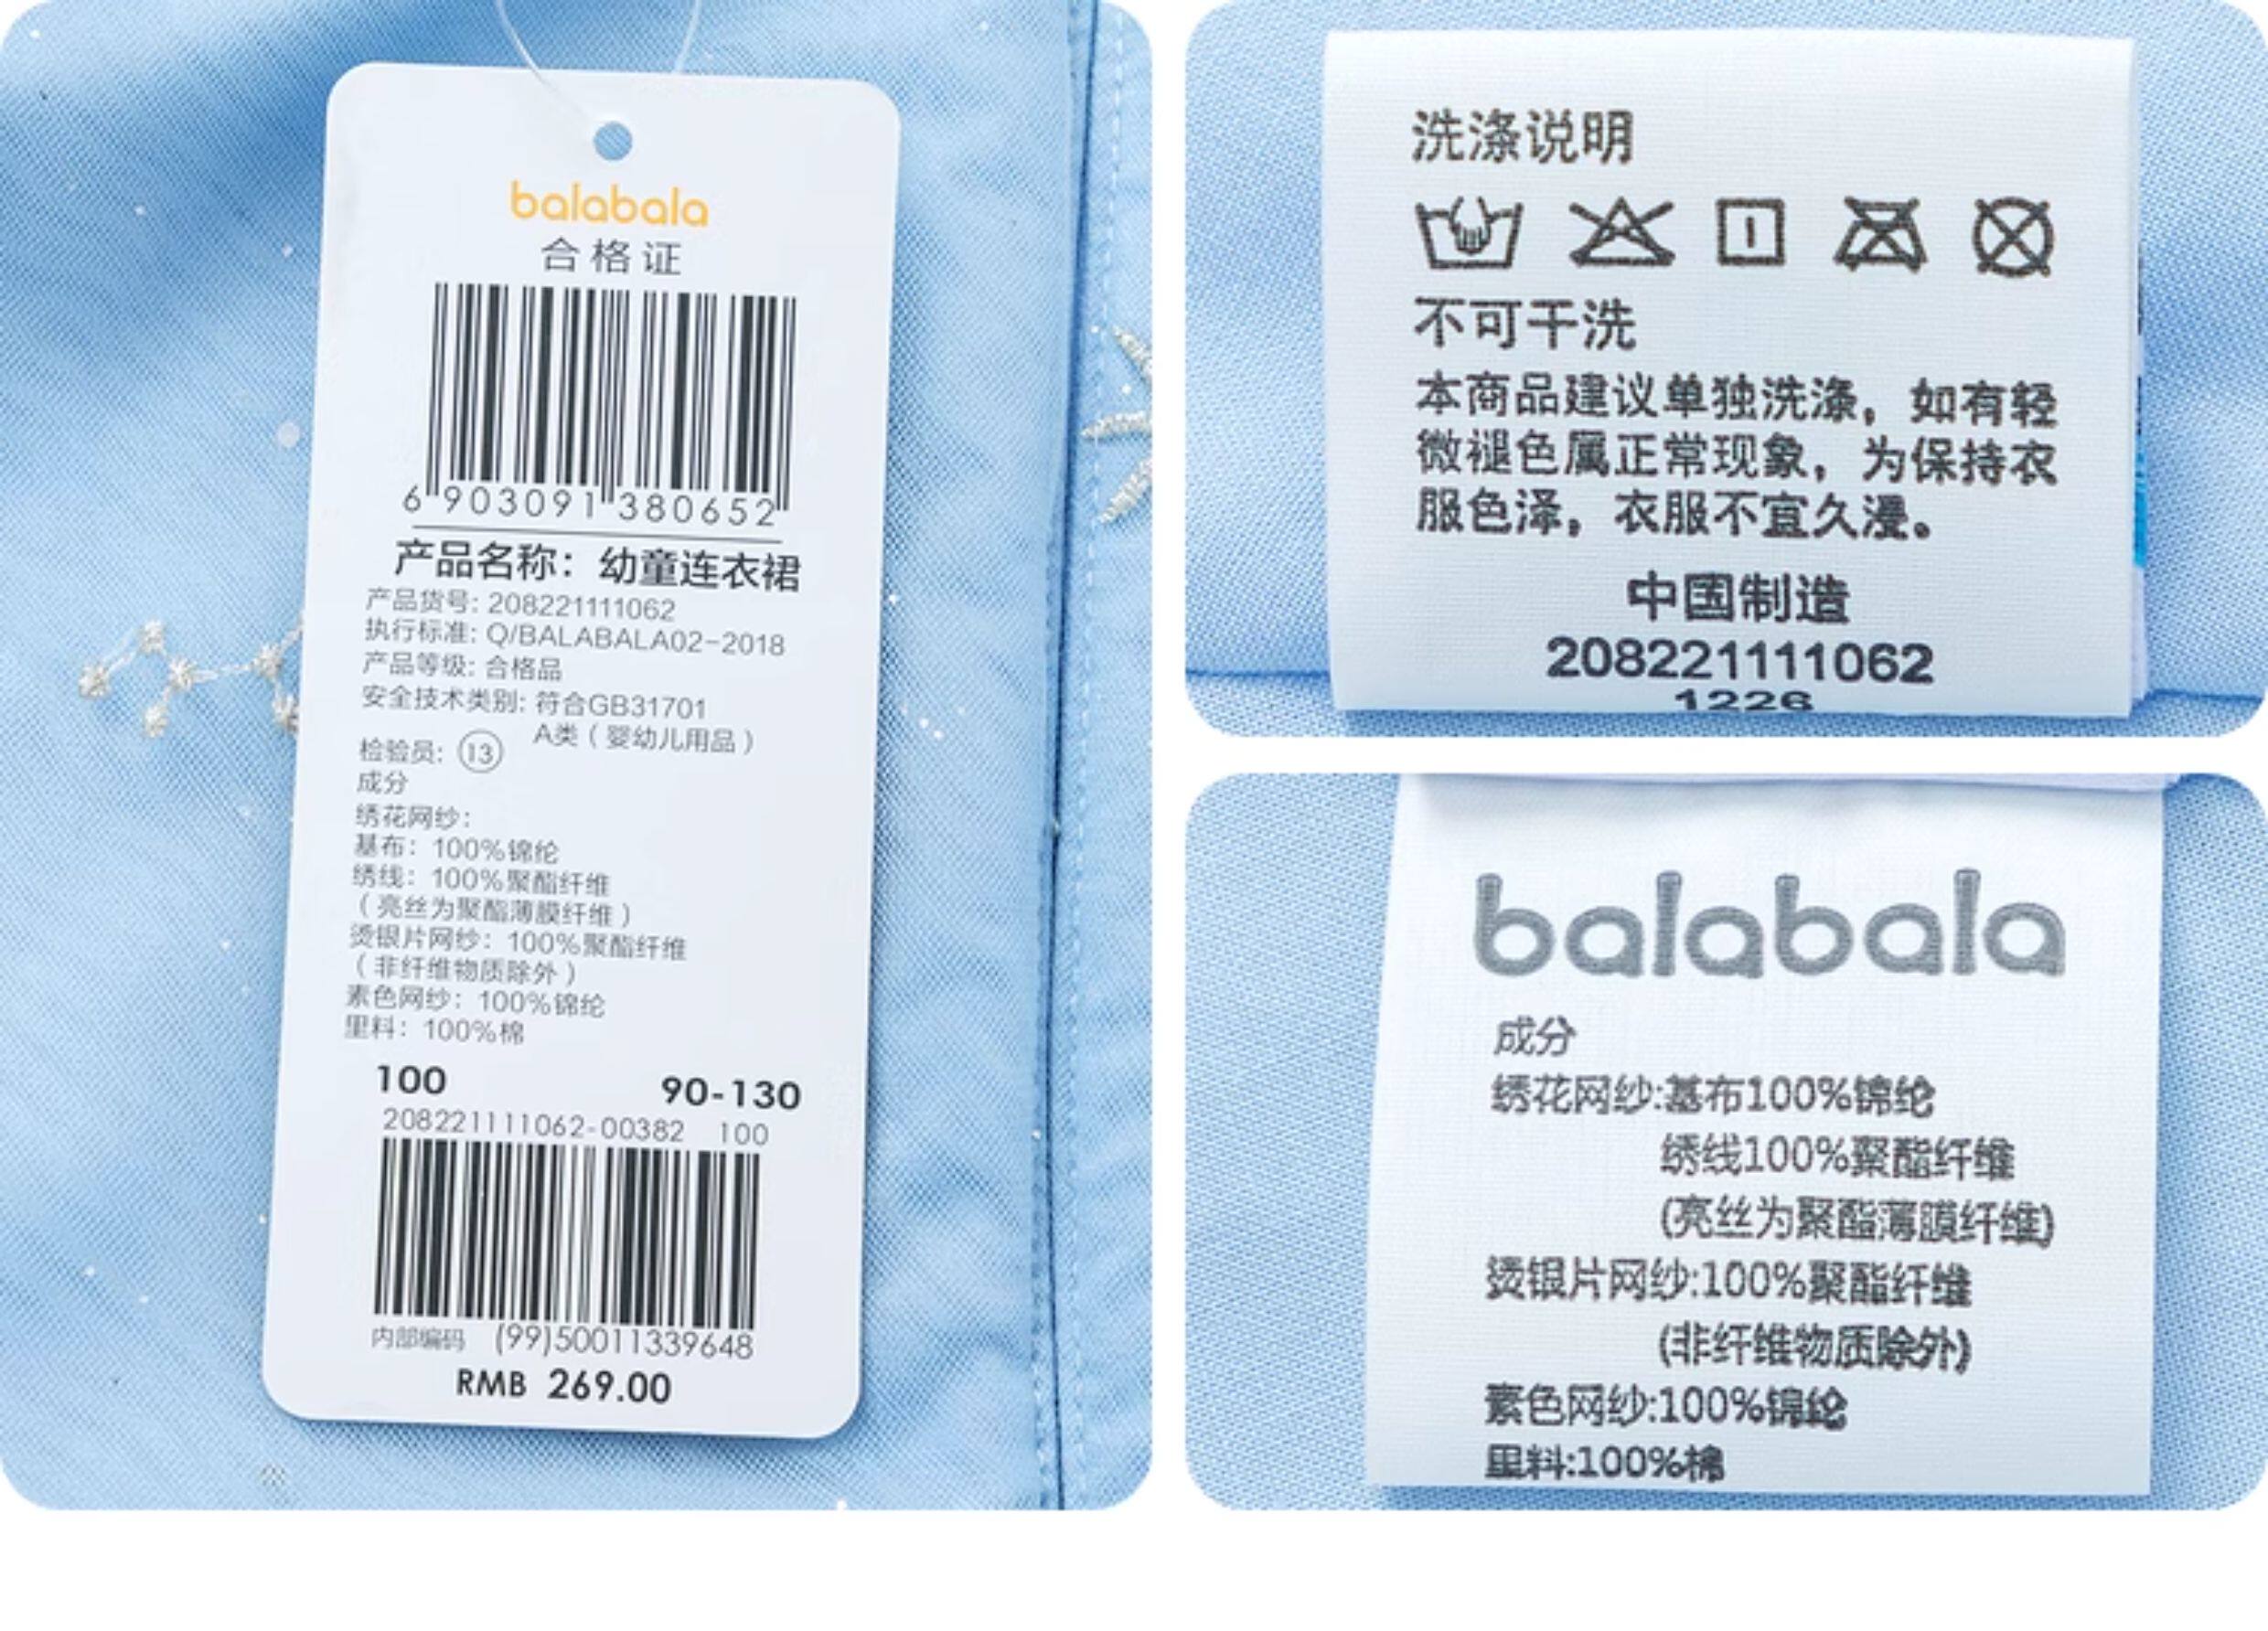 balabala
合格证
6 903091 380652
产品名称：幼童连衣裙
产品货号: 208221111062
执行标准: Q/BALABALA02-2018
产品等级: 合格品
安全技术类别: 符合GB31701
A类（婴幼儿用品）
检验员: 13
成分
绣花网纱：
基布：100%锦纶
绣线：100%聚酯纤维
（亮丝为聚酯薄膜纤维）
烫银片网纱：100%聚酯纤维
（非纤维物质除外）
素色网纱：100%锦纶
里料：100%棉
100 90-130
208221111062-00382 100
内部编码 (99)50011339648
RMB 269.00
洗涤说明
不可干洗
本商品建议单独洗涤，如有轻
微褪色属正常现象，为保持衣
服色泽，衣服不宜久浸。
中国制造
208221111062
1226
balabala
成分
绣花网纱:基布100%锦纶
绣线100%聚酯纤维
(亮丝为聚酯薄膜纤维)
烫银片网纱:100%聚酯纤维
(非纤维物质除外)
素色网纱:100%锦纶
里料:100%棉